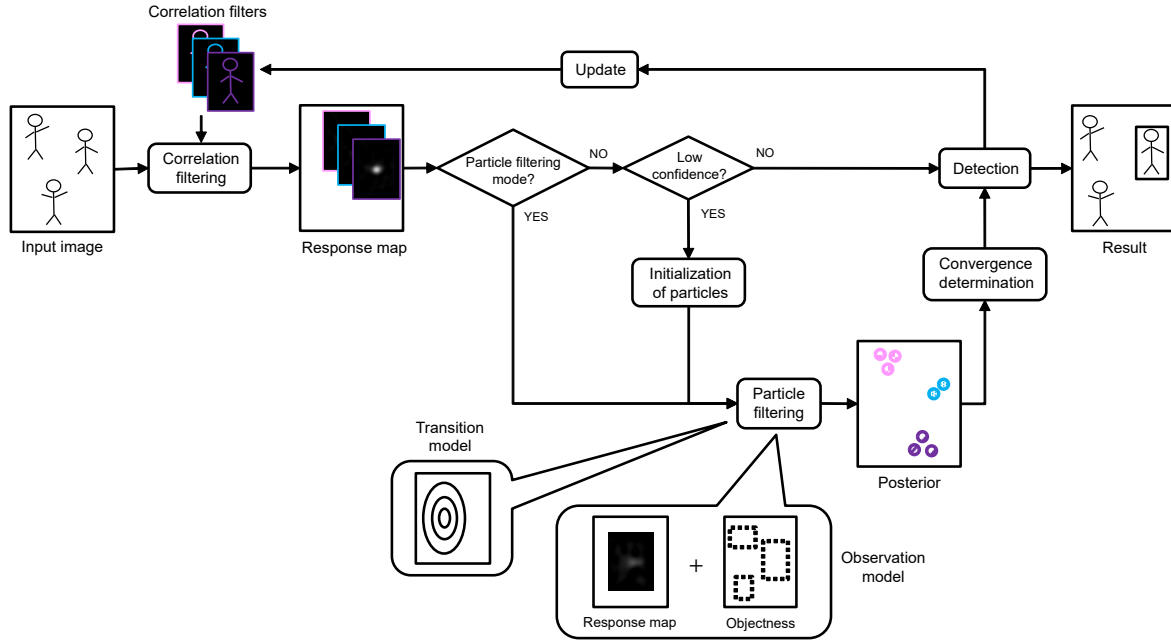 Correlation filters
Update
Correlation
filtering
Particle filtering
mode?
NO
Low
confidence?
NO
Detection
YES
YES
Input image
Response map
Result
Initialization
of particles
Convergence
determination
Particle
filtering
Transition
model
Posterior
Observation
model
+
Response map
Objectness